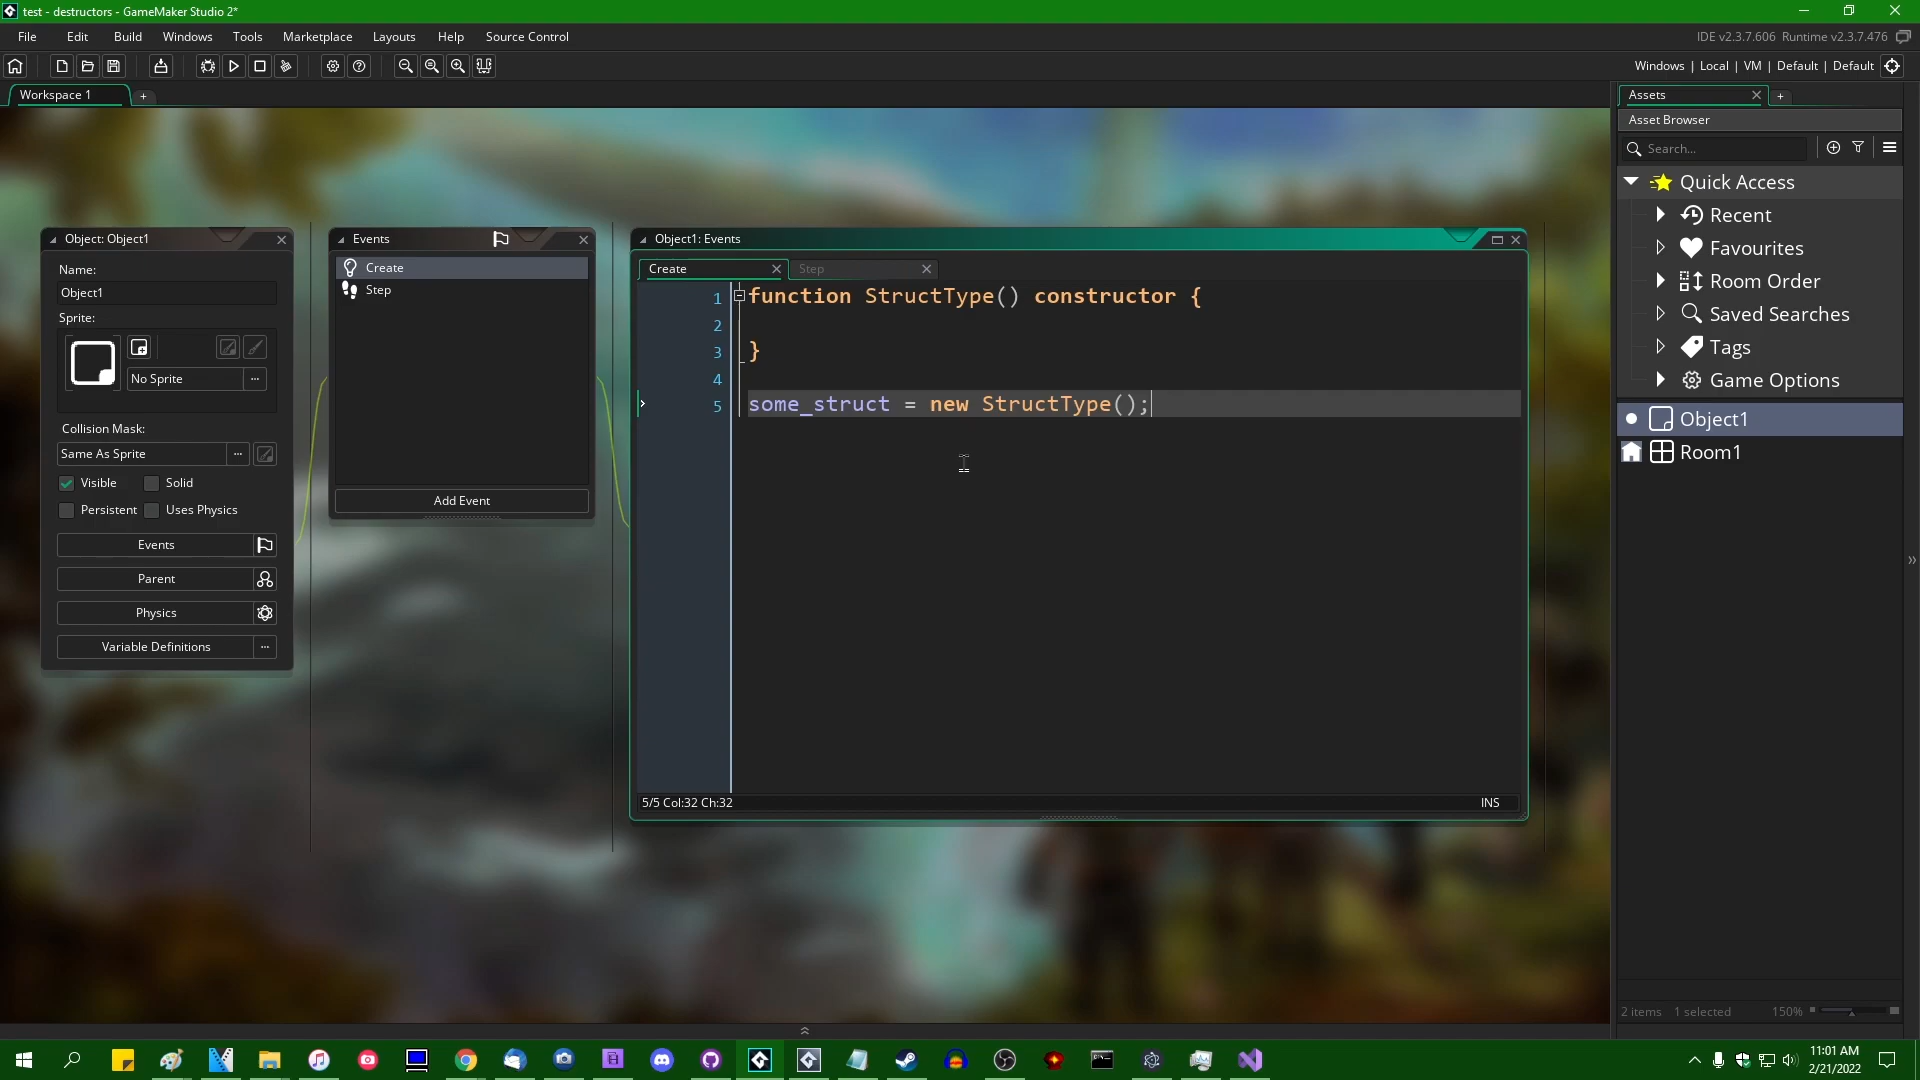 test - destructors - GameMaker Studio 2*
File Edit Build Windows Tools Marketplace Layouts Help Source Control
IDE v2.3.7.606 Runtime v2.3.7.476
Windows | Local | VM | Default | Default
Workspace 1
Assets
Asset Browser
Search...
Quick Access
Recent
Favourites
Room Order
Saved Searches
Tags
Game Options
Object1
Room1
2 items 1 selected 150%
Object: Object1
Name:
Object1
Sprite:
No Sprite
Collision Mask:
Same As Sprite
Visible Solid
Persistent Uses Physics
Events
Parent
Physics
Variable Definitions
Events
Create
Step
Add Event
Object1: Events
Create Step
1 function StructType() constructor {
2
3 }
4
5 some_struct = new StructType();
5/5 Col:32 Ch:32 INS
11:01 AM
2/21/2022